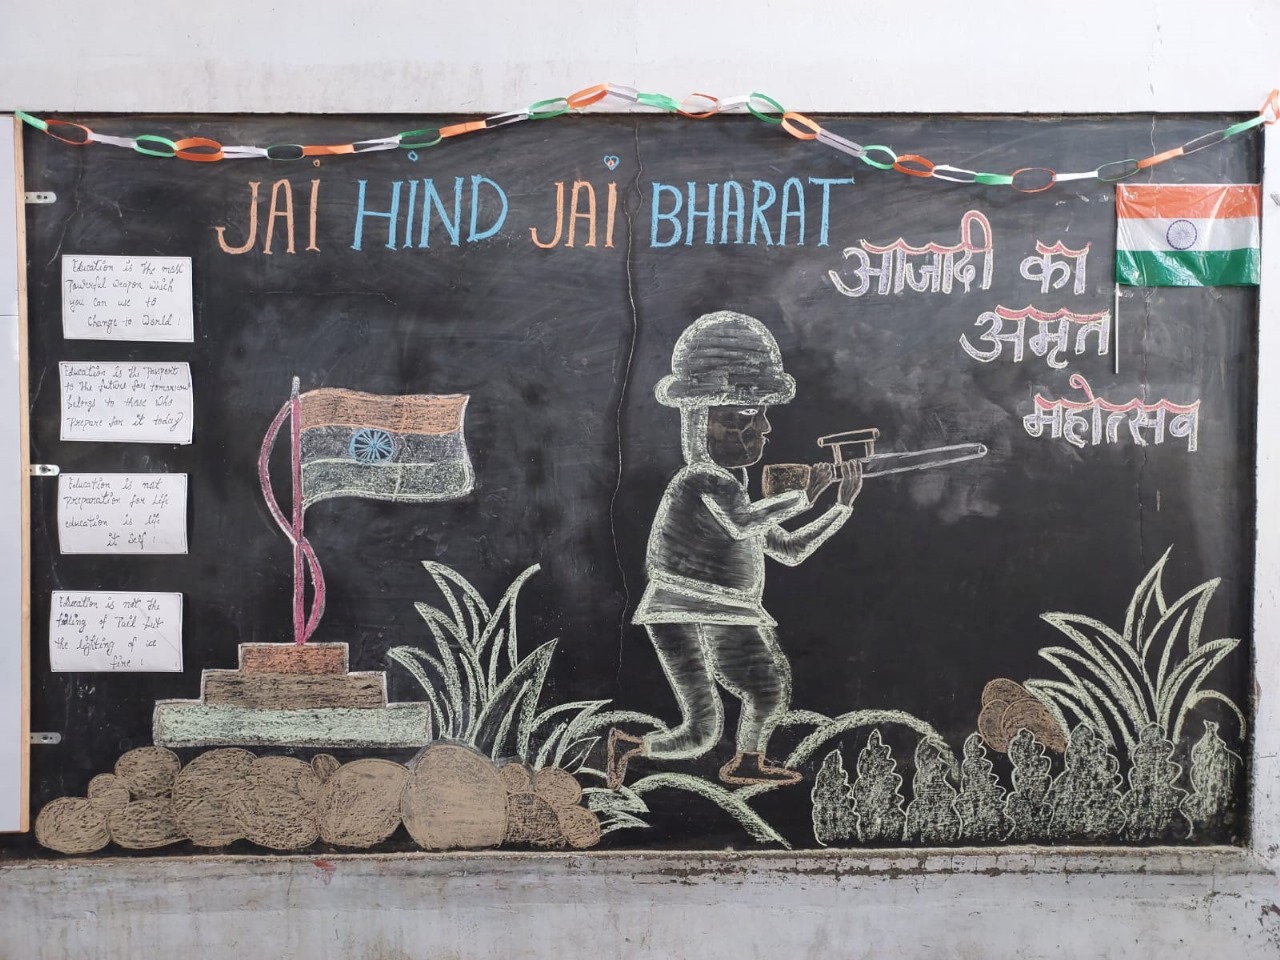 JAI HIND JAI BHARAT
आजादी का
अमृत
महोत्सव
Education is the most
Powerful weapon which
you can use to
Change to World !
Education is the Passport
to the future for tomorrow
belongs to those who
Prepare for it today
Education is not
Preparation for Life
education is life
it self !
Education is not the
of Pail but
the lighting of
fire !